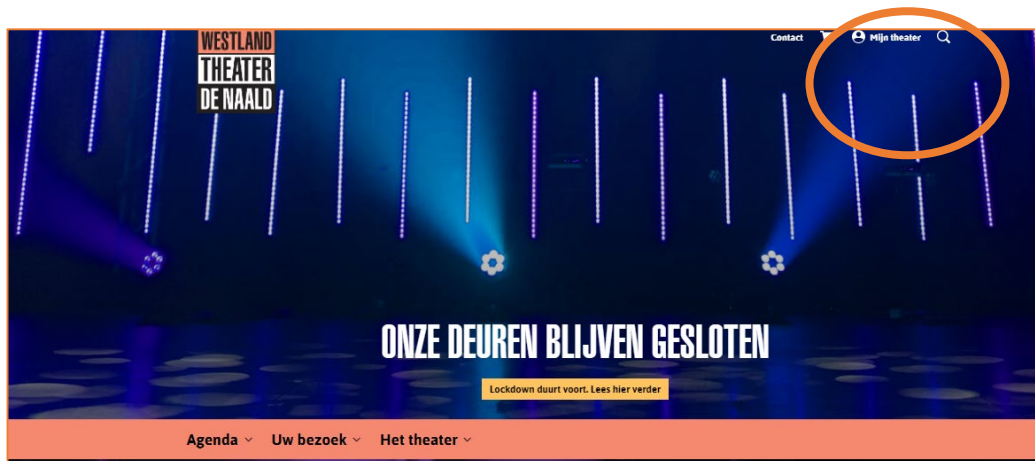 WESTLAND
THEATER
DE NAALD
Contact
Mijn theater
ONZE DEUREN BLIJVEN GESLOTEN
Lockdown duurt voort. Lees hier verder
Agenda
Uw bezoek
Het theater